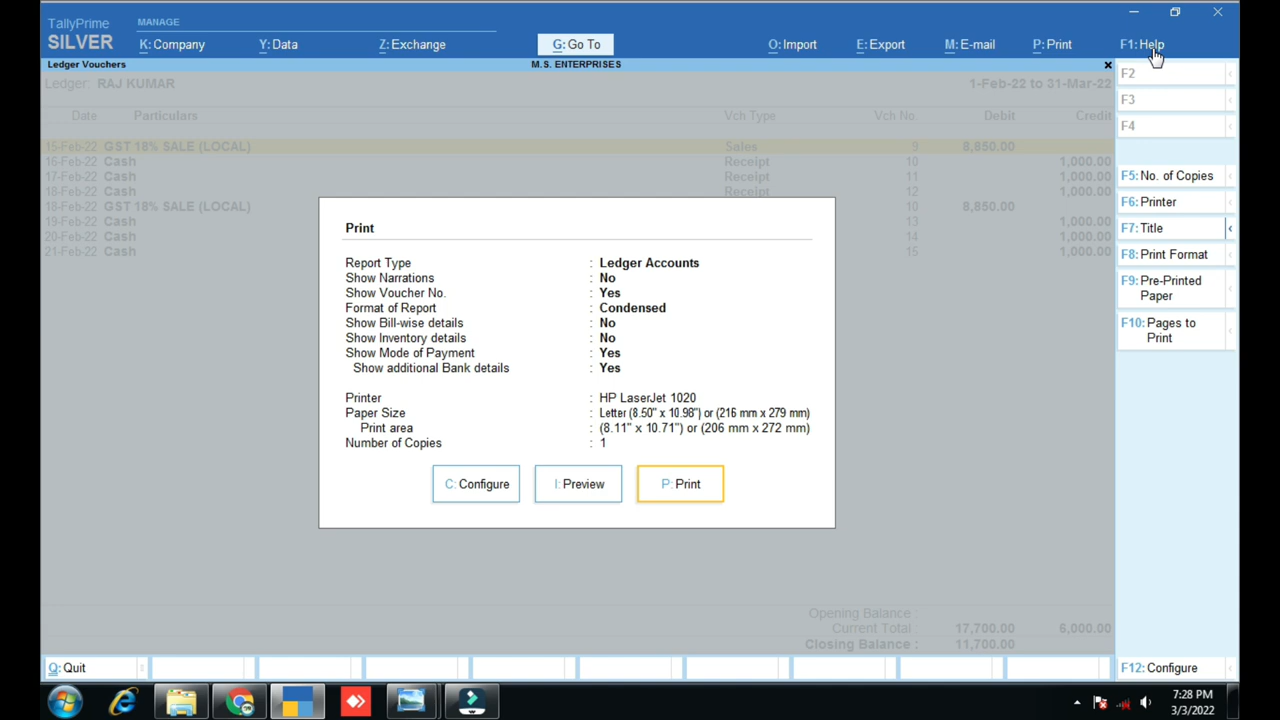 TallyPrime
MANAGE
SILVER
K: Company
Y: Data
Z: Exchange
G: Go To
O: Import
E: Export
M: E-mail
P: Print
F1: Help
Ledger Vouchers
M.S. ENTERPRISES
Ledger: RAJ KUMAR
1-Feb-22 to 31-Mar-22
Date Particulars Vch Type Vch No. Debit Credit
15-Feb-22 GST 18% SALE (LOCAL) Sales 9 8,850.00
16-Feb-22 Cash Receipt 10 1,000.00
17-Feb-22 Cash Receipt 11 1,000.00
18-Feb-22 Cash Receipt 12 1,000.00
18-Feb-22 GST 18% SALE (LOCAL) 10 8,850.00
19-Feb-22 Cash 13 1,000.00
20-Feb-22 Cash 14 1,000.00
21-Feb-22 Cash 15 1,000.00
Print
Report Type : Ledger Accounts
Show Narrations : No
Show Voucher No. : Yes
Format of Report : Condensed
Show Bill-wise details : No
Show Inventory details : No
Show Mode of Payment : Yes
Show additional Bank details : Yes
Printer : HP LaserJet 1020
Paper Size : Letter (8.50" x 10.98") or (216 mm x 279 mm)
Print area : (8.11" x 10.71") or (206 mm x 272 mm)
Number of Copies : 1
C: Configure
I: Preview
P: Print
Opening Balance :
Current Total : 17,700.00 6,000.00
Closing Balance : 11,700.00
F2
F3
F4
F5: No. of Copies
F6: Printer
F7: Title
F8: Print Format
F9: Pre-Printed
Paper
F10: Pages to
Print
Q: Quit
F12: Configure
7:28 PM
3/3/2022